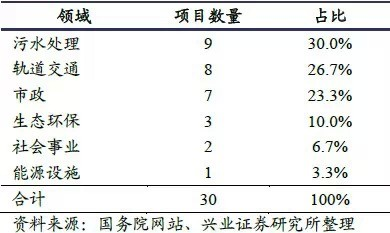 领域 项目数量 占比
污水处理 9 30.0%
轨道交通 8 26.7%
市政 7 23.3%
生态环保 3 10.0%
社会事业 2 6.7%
能源设施 1 3.3%
合计 30 100%
资料来源：国务院网站、兴业证券研究所整理